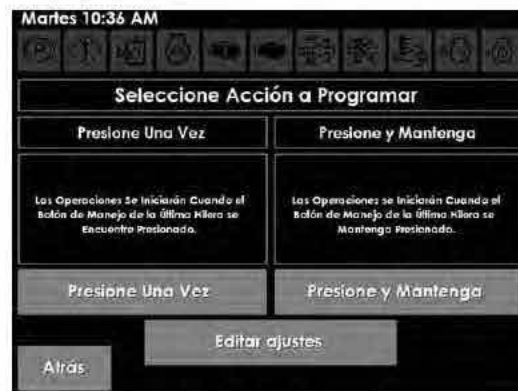 Martes 10:36 AM
Seleccione Acción a Programar
Presione Una Vez
Presione y Mantenga
Las Operaciones Se Iniciarán Cuando el
Botón de Manejo de la Última Hilera se
Encuentre Presionado.
Las Operaciones se Iniciarán Cuando el
Botón de Manejo de la Última Hilera se
Mantenga Presionado.
Presione Una Vez
Presione y Mantenga
Editar ajustes
Atrás